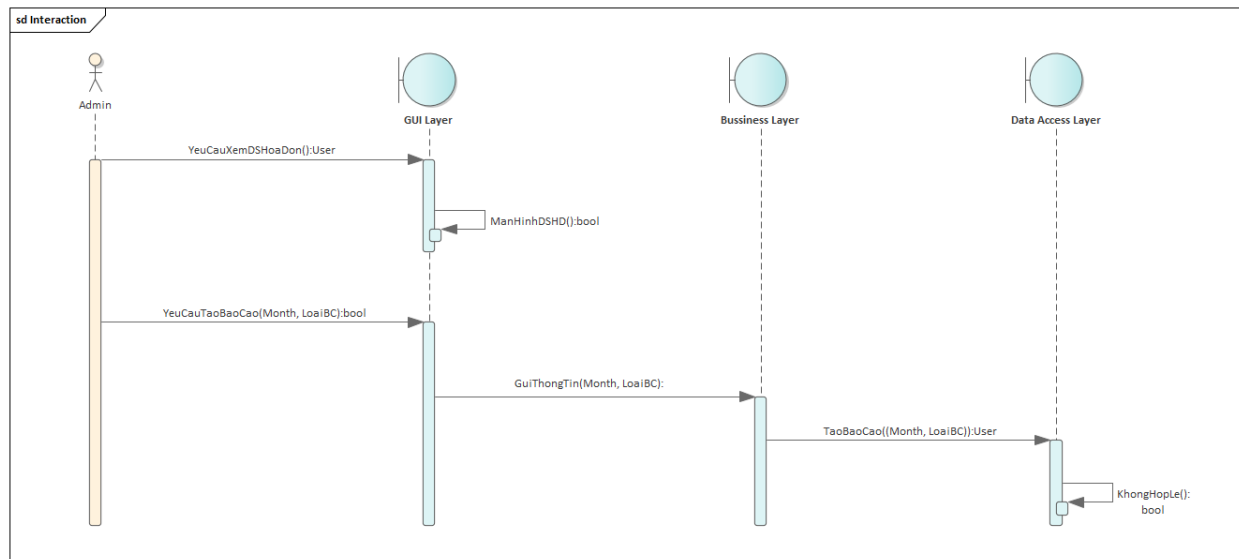 sd Interaction
Admin
GUI Layer
Bussiness Layer
Data Access Layer
YeuCauXemDSHoaDon():User
ManHinhDSHD():bool
YeuCauTaoBaoCao(Month, LoaiBC):bool
GuiThongTin(Month, LoaiBC):
TaoBaoCao((Month, LoaiBC)):User
KhongHopLe():
bool